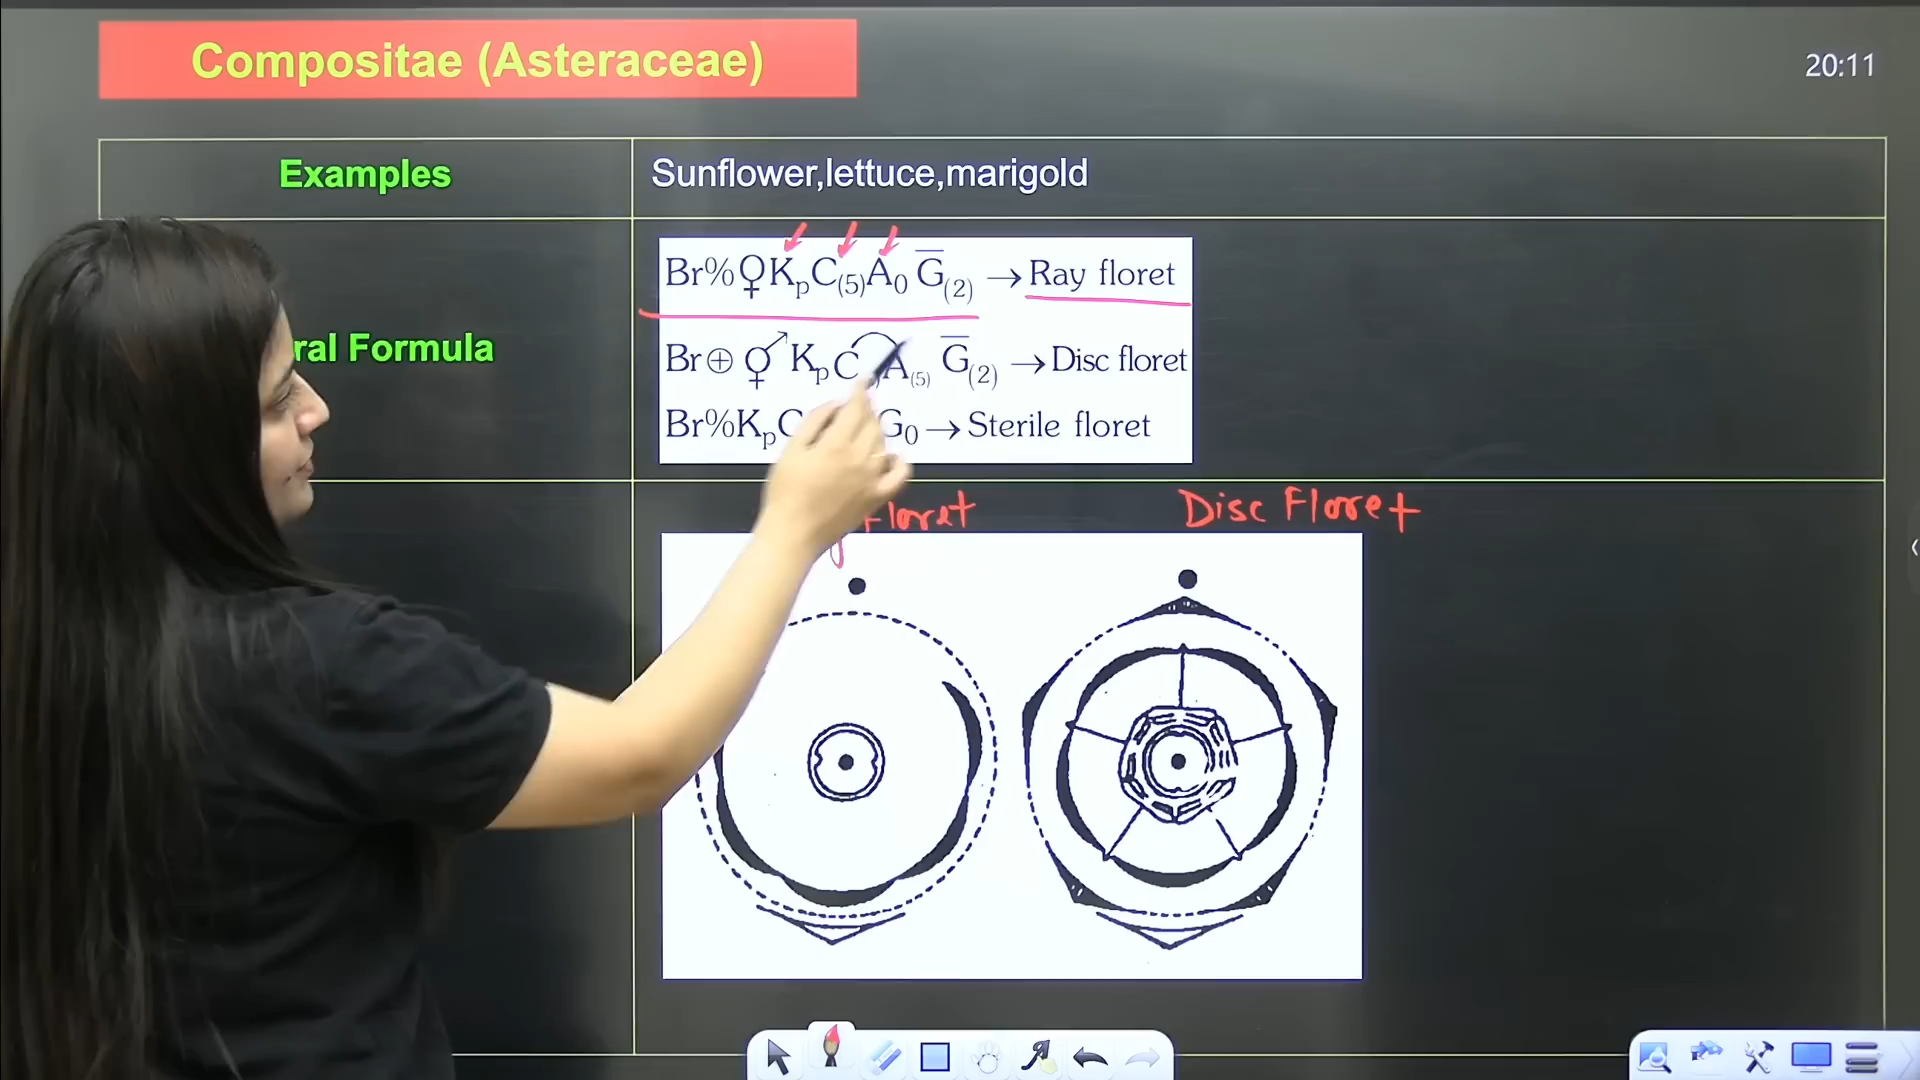 Compositae (Asteraceae)
20:11
Examples
Sunflower,lettuce,marigold
Br%♀KpC(5)A0 G̅(2) → Ray floret
ral Formula
Br⊕⚥KpC A(5) G̅(2) → Disc floret
Br%KpC G0 → Sterile floret
Floret
Disc Floret